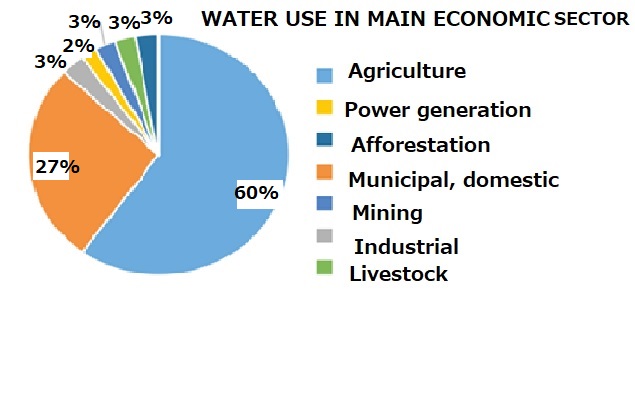 WATER USE IN MAIN ECONOMIC SECTOR
3%
3%
3%
2%
3%
27%
60%
Agriculture
Power generation
Afforestation
Municipal, domestic
Mining
Industrial
Livestock